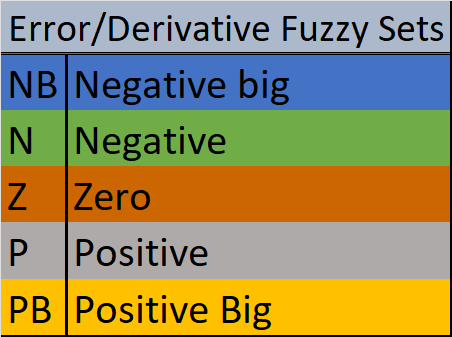 Error/Derivative Fuzzy Sets
NB Negative big
N Negative
Z Zero
P Positive
PB Positive Big